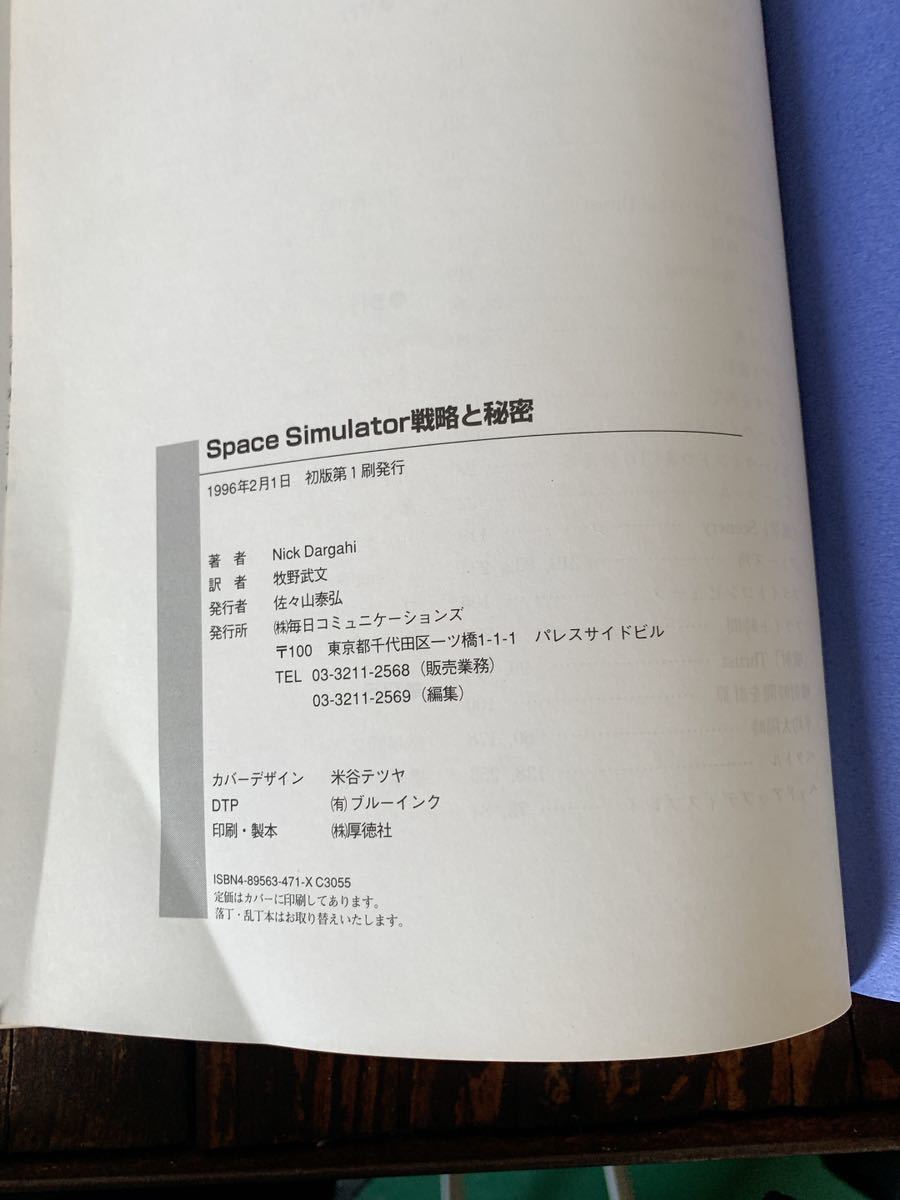 Space Simulator戦略と秘密
1996年2月1日 初版第1刷発行
著 者 Nick Dargahi
訳 者 牧野武文
発行者 佐々山泰弘
発行所 ㈱毎日コミュニケーションズ
〒100 東京都千代田区一ツ橋1-1-1 パレスサイドビル
TEL 03-3211-2568（販売業務）
03-3211-2569（編集）
カバーデザイン 米谷テツヤ
DTP ㈲ブルーインク
印刷・製本 ㈱厚徳社
ISBN4-89563-471-X C3055
定価はカバーに印刷してあります。
落丁・乱丁本はお取り替えいたします。